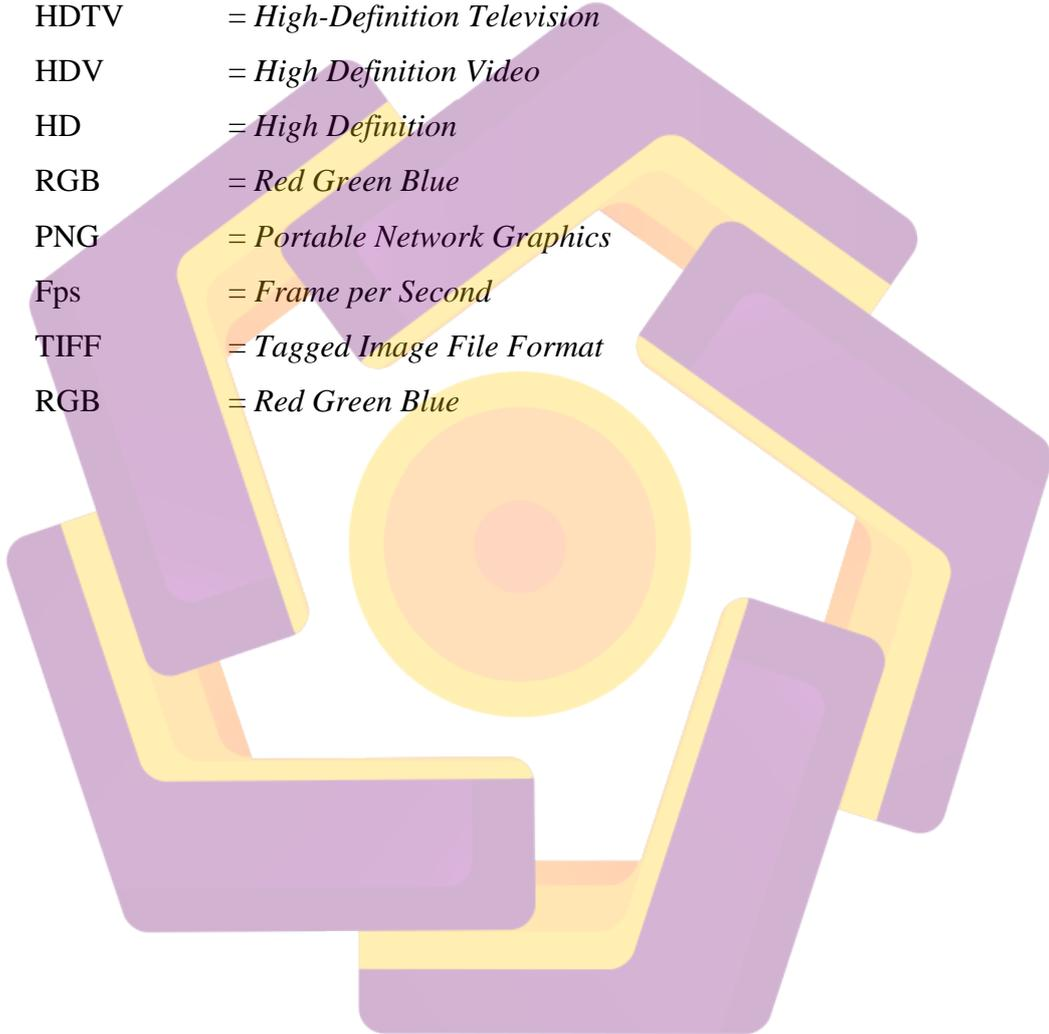 HDTV = High-Definition Television
HDV = High Definition Video
HD = High Definition
RGB = Red Green Blue
PNG = Portable Network Graphics
Fps = Frame per Second
TIFF = Tagged Image File Format
RGB = Red Green Blue